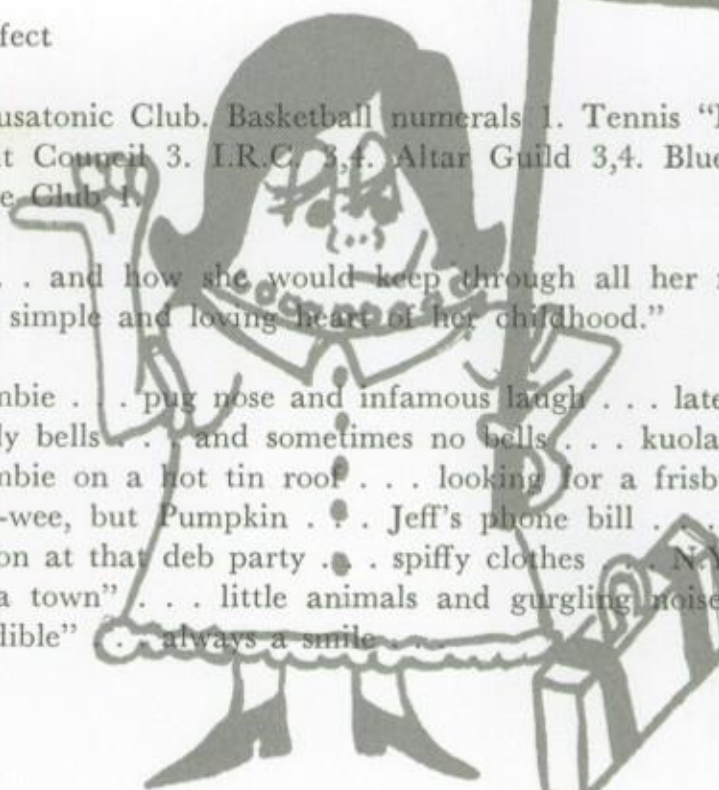 fect
usatonic Club. Basketball numerals 1. Tennis “
t Council 3. I.R.C. 3,4. Altar Guild 3,4. Blue
e Club 1.
. . and how she would keep through all her
simple and loving heart of her childhood.”
mbie . . . pug nose and infamous laugh . . . late
ly bells . . . and sometimes no bells . . . kuola
mbie on a hot tin roof . . . looking for a frisb
-wee, but Pumpkin . . . Jeff's phone bill . . .
on at that deb party . . . spiffy clothes . . . N.Y
a town” . . . little animals and gurgling noise
dible” . . . always a smile . . .